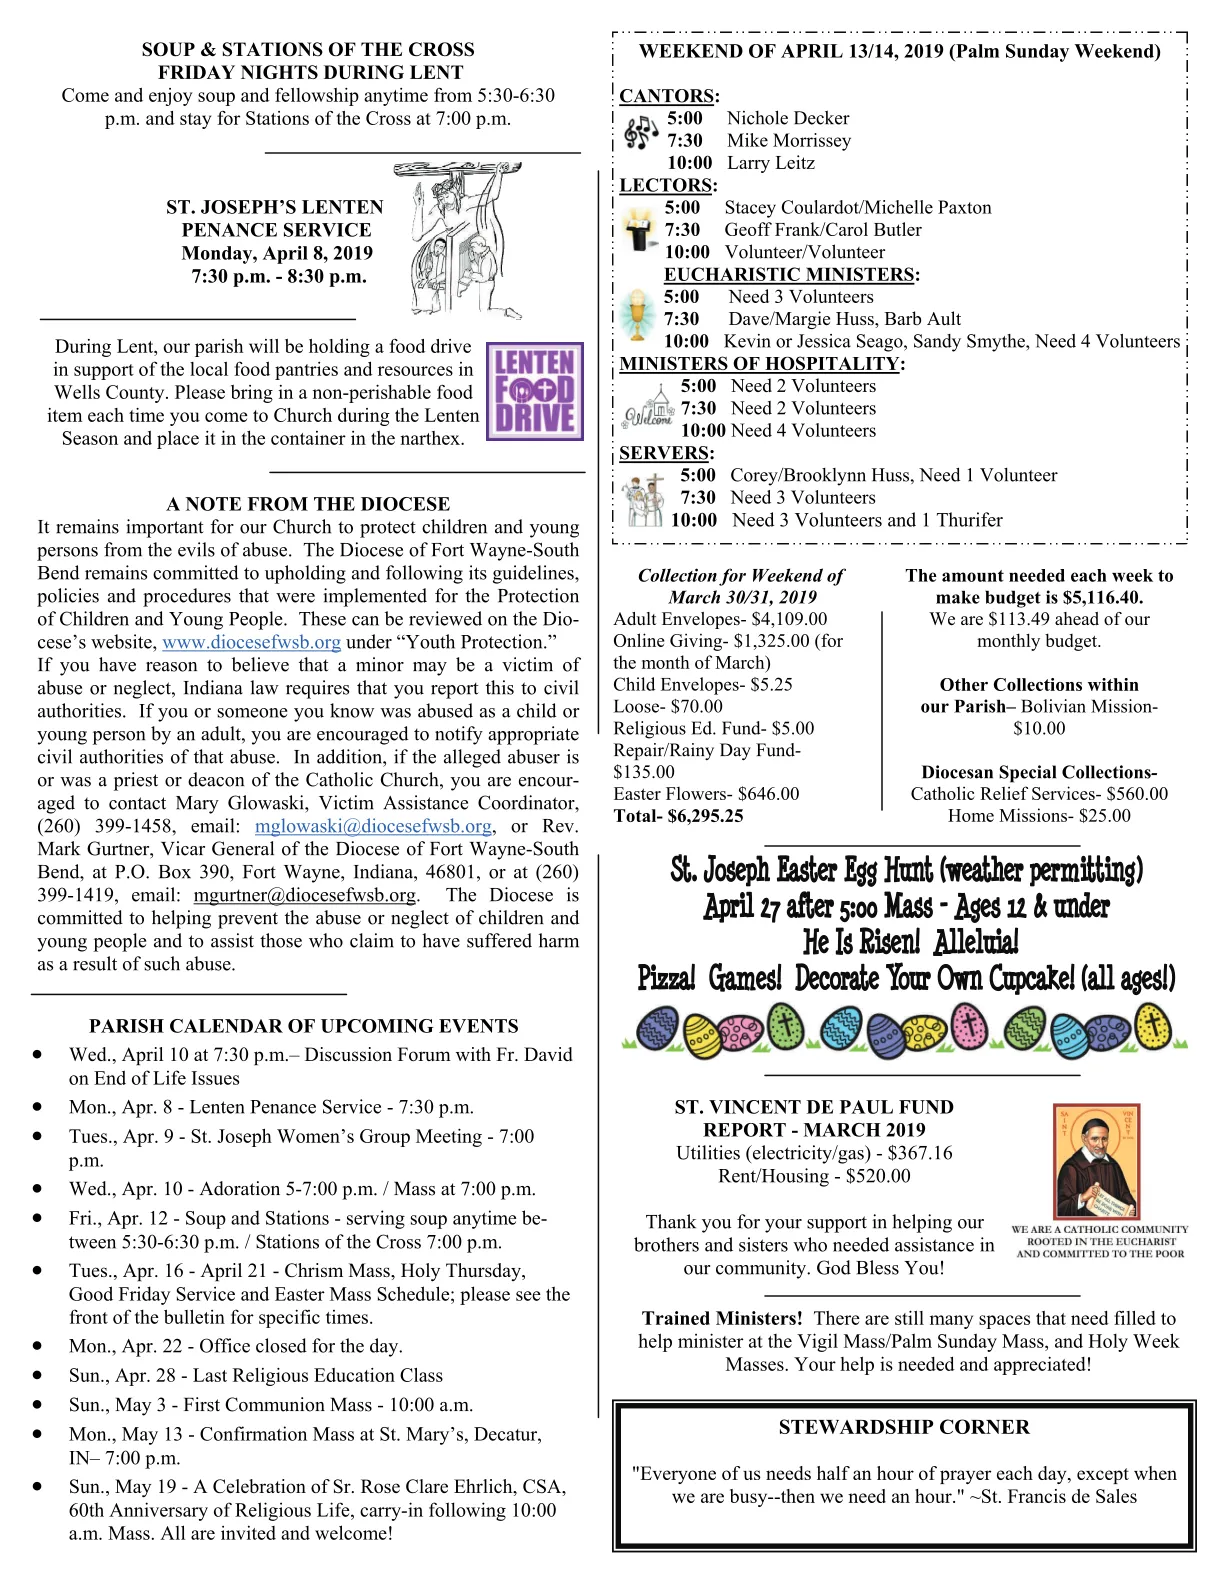 SOUP & STATIONS OF THE CROSS
FRIDAY NIGHTS DURING LENT
Come and enjoy soup and fellowship anytime from 5:30-6:30
p.m. and stay for Stations of the Cross at 7:00 p.m.
ST. JOSEPH’S LENTEN
PENANCE SERVICE
Monday, April 8, 2019
7:30 p.m. - 8:30 p.m.
During Lent, our parish will be holding a food drive
in support of the local food pantries and resources in
Wells County. Please bring in a non-perishable food
item each time you come to Church during the Lenten
Season and place it in the container in the narthex.
LENTEN
FOOD
DRIVE
A NOTE FROM THE DIOCESE
It remains important for our Church to protect children and young
persons from the evils of abuse. The Diocese of Fort Wayne-South
Bend remains committed to upholding and following its guidelines,
policies and procedures that were implemented for the Protection
of Children and Young People. These can be reviewed on the Dio-
cese’s website, www.diocesefwsb.org under “Youth Protection.”
If you have reason to believe that a minor may be a victim of
abuse or neglect, Indiana law requires that you report this to civil
authorities. If you or someone you know was abused as a child or
young person by an adult, you are encouraged to notify appropriate
civil authorities of that abuse. In addition, if the alleged abuser is
or was a priest or deacon of the Catholic Church, you are encour-
aged to contact Mary Glowaski, Victim Assistance Coordinator,
(260) 399-1458, email: mglowaski@diocesefwsb.org, or Rev.
Mark Gurtner, Vicar General of the Diocese of Fort Wayne-South
Bend, at P.O. Box 390, Fort Wayne, Indiana, 46801, or at (260)
399-1419, email: mgurtner@diocesefwsb.org. The Diocese is
committed to helping prevent the abuse or neglect of children and
young people and to assist those who claim to have suffered harm
as a result of such abuse.
PARISH CALENDAR OF UPCOMING EVENTS
• Wed., April 10 at 7:30 p.m.– Discussion Forum with Fr. David
on End of Life Issues
• Mon., Apr. 8 - Lenten Penance Service - 7:30 p.m.
• Tues., Apr. 9 - St. Joseph Women’s Group Meeting - 7:00
p.m.
• Wed., Apr. 10 - Adoration 5-7:00 p.m. / Mass at 7:00 p.m.
• Fri., Apr. 12 - Soup and Stations - serving soup anytime be-
tween 5:30-6:30 p.m. / Stations of the Cross 7:00 p.m.
• Tues., Apr. 16 - April 21 - Chrism Mass, Holy Thursday,
Good Friday Service and Easter Mass Schedule; please see the
front of the bulletin for specific times.
• Mon., Apr. 22 - Office closed for the day.
• Sun., Apr. 28 - Last Religious Education Class
• Sun., May 3 - First Communion Mass - 10:00 a.m.
• Mon., May 13 - Confirmation Mass at St. Mary’s, Decatur,
IN– 7:00 p.m.
• Sun., May 19 - A Celebration of Sr. Rose Clare Ehrlich, CSA,
60th Anniversary of Religious Life, carry-in following 10:00
a.m. Mass. All are invited and welcome!
WEEKEND OF APRIL 13/14, 2019 (Palm Sunday Weekend)
CANTORS:
5:00 Nichole Decker
7:30 Mike Morrissey
10:00 Larry Leitz
LECTORS:
5:00 Stacey Coulardot/Michelle Paxton
7:30 Geoff Frank/Carol Butler
10:00 Volunteer/Volunteer
EUCHARISTIC MINISTERS:
5:00 Need 3 Volunteers
7:30 Dave/Margie Huss, Barb Ault
10:00 Kevin or Jessica Seago, Sandy Smythe, Need 4 Volunteers
MINISTERS OF HOSPITALITY:
Welcome
5:00 Need 2 Volunteers
7:30 Need 2 Volunteers
10:00 Need 4 Volunteers
SERVERS:
5:00 Corey/Brooklynn Huss, Need 1 Volunteer
7:30 Need 3 Volunteers
10:00 Need 3 Volunteers and 1 Thurifer
Collection for Weekend of
March 30/31, 2019
Adult Envelopes- $4,109.00
Online Giving- $1,325.00 (for
the month of March)
Child Envelopes- $5.25
Loose- $70.00
Religious Ed. Fund- $5.00
Repair/Rainy Day Fund-
$135.00
Easter Flowers- $646.00
Total- $6,295.25
The amount needed each week to
make budget is $5,116.40.
We are $113.49 ahead of our
monthly budget.
Other Collections within
our Parish– Bolivian Mission-
$10.00
Diocesan Special Collections-
Catholic Relief Services- $560.00
Home Missions- $25.00
St. Joseph Easter Egg Hunt (weather permitting)
April 27 after 5:00 Mass - Ages 12 & under
He Is Risen! Alleluia!
Pizza! Games! Decorate Your Own Cupcake! (all ages!)
ST. VINCENT DE PAUL FUND
REPORT - MARCH 2019
Utilities (electricity/gas) - $367.16
Rent/Housing - $520.00
Thank you for your support in helping our
brothers and sisters who needed assistance in
our community. God Bless You!
SAINT VINCENT
WE ARE A CATHOLIC COMMUNITY
ROOTED IN THE EUCHARIST
AND COMMITTED TO THE POOR
Trained Ministers! There are still many spaces that need filled to
help minister at the Vigil Mass/Palm Sunday Mass, and Holy Week
Masses. Your help is needed and appreciated!
STEWARDSHIP CORNER
"Everyone of us needs half an hour of prayer each day, except when
we are busy--then we need an hour." ~St. Francis de Sales